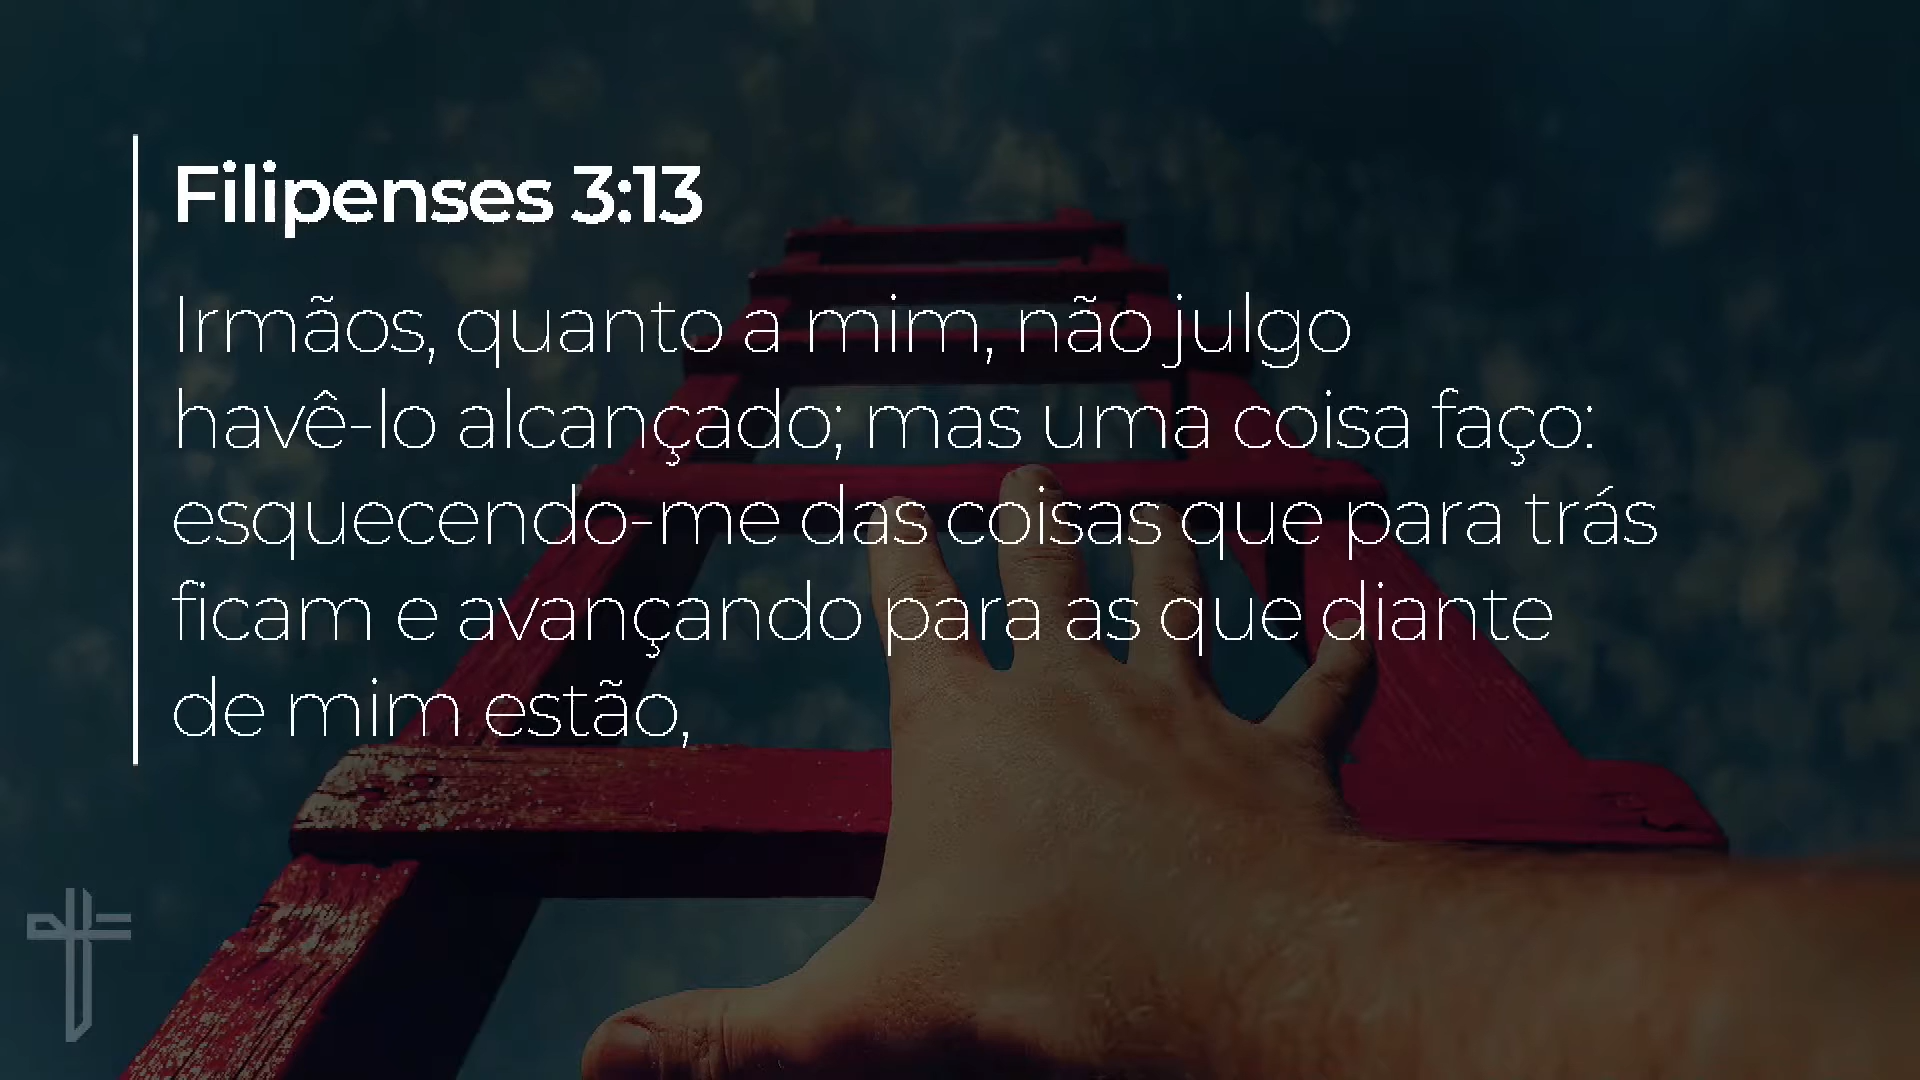 Filipenses 3:13
Irmãos, quanto a mim, não julgo
havê-lo alcançado; mas uma coisa faço:
esquecendo-me das coisas que para trás
ficam e avançando para as que diante
de mim estão,